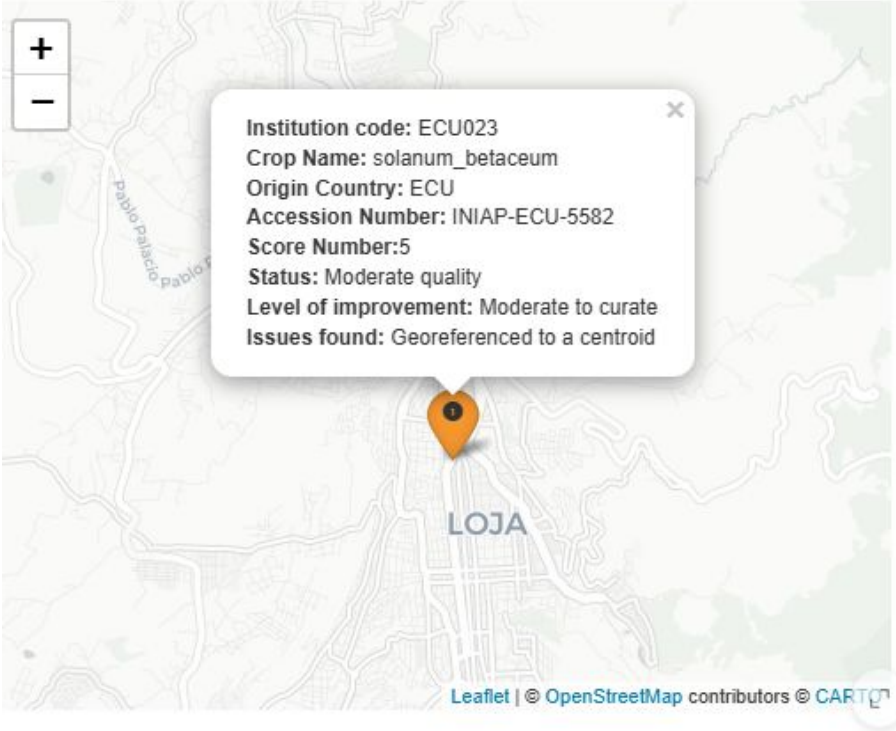 +
−
×
Institution code: ECU023
Crop Name: solanum_betaceum
Origin Country: ECU
Accession Number: INIAP-ECU-5582
Score Number:5
Status: Moderate quality
Level of improvement: Moderate to curate
Issues found: Georeferenced to a centroid
Pablo Palacio Pablo
1
LOJA
Leaflet | © OpenStreetMap contributors © CARTO